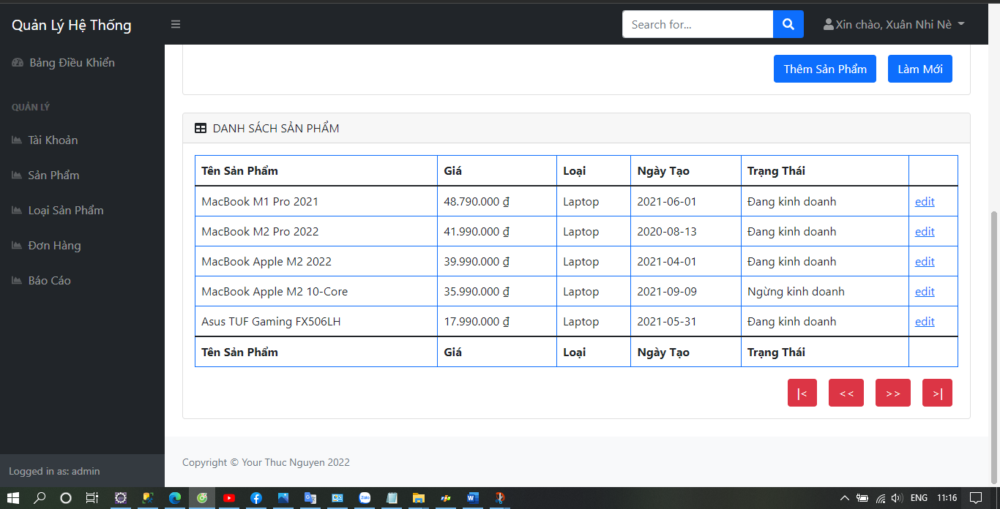 Quản Lý Hệ Thống
Search for...
Xin chào, Xuân Nhi Nè
Bảng Điều Khiển
QUẢN LÝ
Tài Khoản
Sản Phẩm
Loại Sản Phẩm
Đơn Hàng
Báo Cáo
Logged in as: admin
Thêm Sản Phẩm Làm Mới
DANH SÁCH SẢN PHẨM
Tên Sản Phẩm Giá Loại Ngày Tạo Trạng Thái
MacBook M1 Pro 2021 48.790.000 ₫ Laptop 2021-06-01 Đang kinh doanh edit
MacBook M2 Pro 2022 41.990.000 ₫ Laptop 2020-08-13 Đang kinh doanh edit
MacBook Apple M2 2022 39.990.000 ₫ Laptop 2021-04-01 Đang kinh doanh edit
MacBook Apple M2 10-Core 35.990.000 ₫ Laptop 2021-09-09 Ngừng kinh doanh edit
Asus TUF Gaming FX506LH 17.990.000 ₫ Laptop 2021-05-31 Đang kinh doanh edit
Tên Sản Phẩm Giá Loại Ngày Tạo Trạng Thái
|< << >> >|
Copyright © Your Thuc Nguyen 2022
Zalo
ENG 11:16